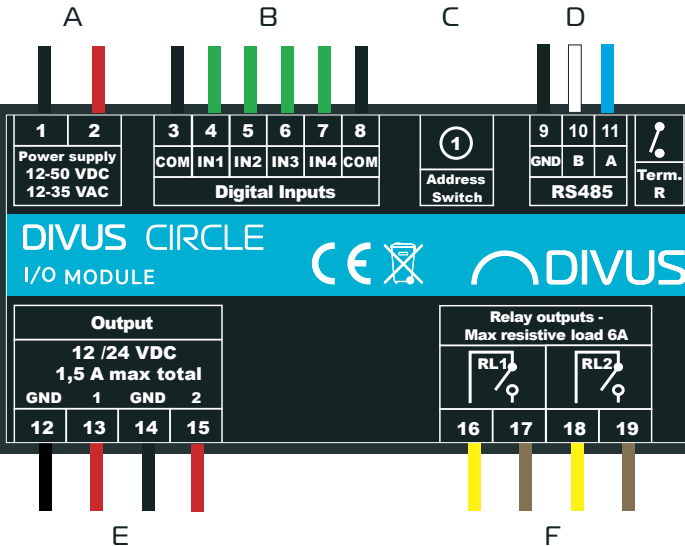 A B C D
1 2 3 4 5 6 7 8 1 9 10 11
Power supply
12-50 VDC
12-35 VAC
COM IN1 IN2 IN3 IN4 COM
Digital Inputs
Address
Switch
GND B A
RS485
Term.
R
DIVUS CIRCLE
I/O MODULE
CE
DIVUS
Output
12 /24 VDC
1,5 A max total
GND 1 GND 2
12 13 14 15
Relay outputs -
Max resistive load 6A
RL1 RL2
16 17 18 19
E F